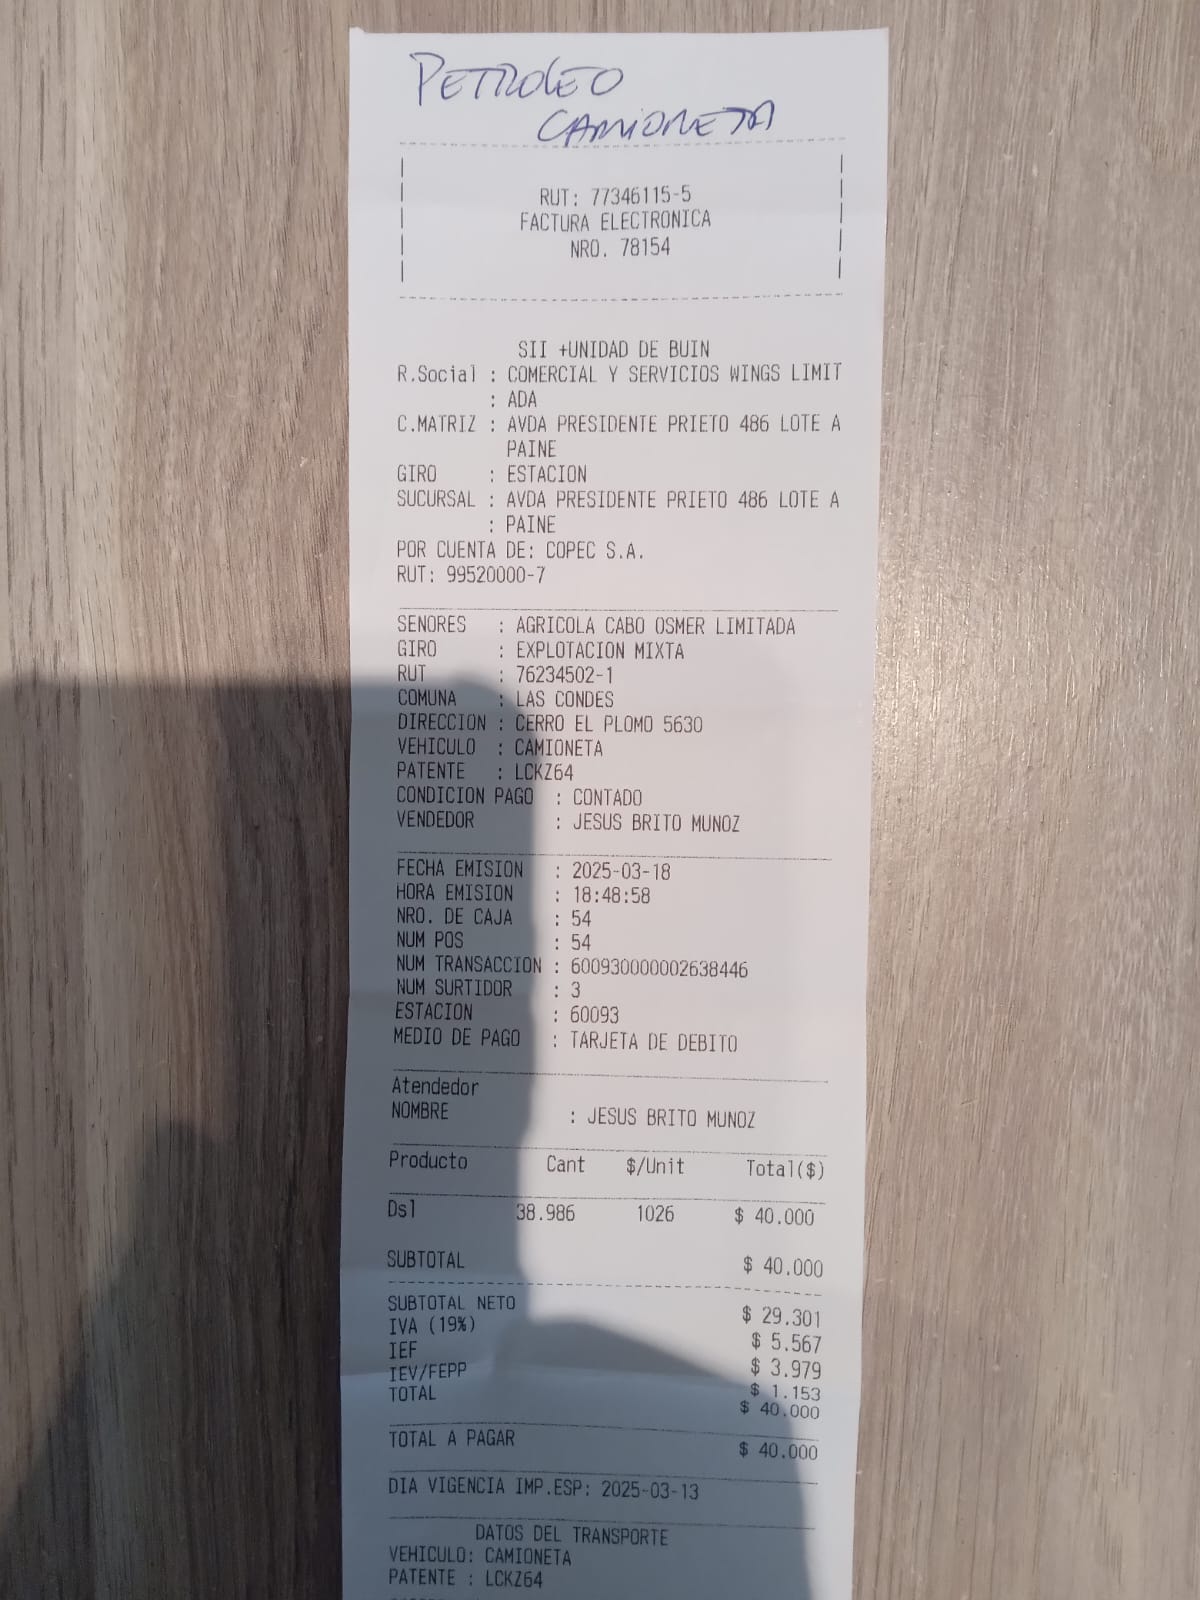 PETROLEO
CAMIONETA
RUT: 77346115-5
FACTURA ELECTRONICA
NRO. 78154
SII +UNIDAD DE BUIN
R.Social : COMERCIAL Y SERVICIOS WINGS LIMIT
: ADA
C.MATRIZ : AVDA PRESIDENTE PRIETO 486 LOTE A
PAINE
GIRO : ESTACION
SUCURSAL : AVDA PRESIDENTE PRIETO 486 LOTE A
: PAINE
POR CUENTA DE: COPEC S.A.
RUT: 99520000-7
SENORES : AGRICOLA CABO OSMER LIMITADA
GIRO : EXPLOTACION MIXTA
RUT : 76234502-1
COMUNA : LAS CONDES
DIRECCION : CERRO EL PLOMO 5630
VEHICULO : CAMIONETA
PATENTE : LCKZ64
CONDICION PAGO : CONTADO
VENDEDOR : JESUS BRITO MUNOZ
FECHA EMISION : 2025-03-18
HORA EMISION : 18:48:58
NRO. DE CAJA : 54
NUM POS : 54
NUM TRANSACCION : 600930000002638446
NUM SURTIDOR : 3
ESTACION : 60093
MEDIO DE PAGO : TARJETA DE DEBITO
Atendedor
NOMBRE : JESUS BRITO MUNOZ
Producto Cant $/Unit Total($)
Dsl 38.986 1026 $ 40.000
SUBTOTAL $ 40.000
SUBTOTAL NETO $ 29.301
IVA (19%) $ 5.567
IEF $ 3.979
IEV/FEPP $ 1.153
TOTAL $ 40.000
TOTAL A PAGAR $ 40.000
DIA VIGENCIA IMP.ESP: 2025-03-13
DATOS DEL TRANSPORTE
VEHICULO: CAMIONETA
PATENTE : LCKZ64